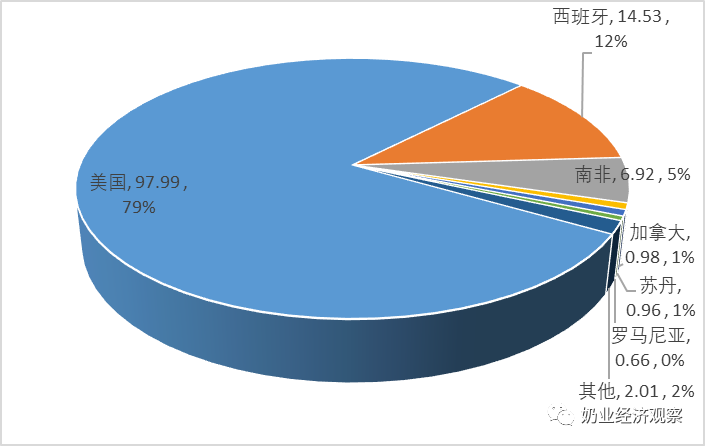 西班牙, 14.53 ,
12%
美国, 97.99 ,
79%
南非, 6.92 , 5%
加拿大,
0.98 , 1%
苏丹,
0.96 , 1%
罗马尼亚,
0.66 , 0%
其他, 2.01 , 2%
奶业经济观察